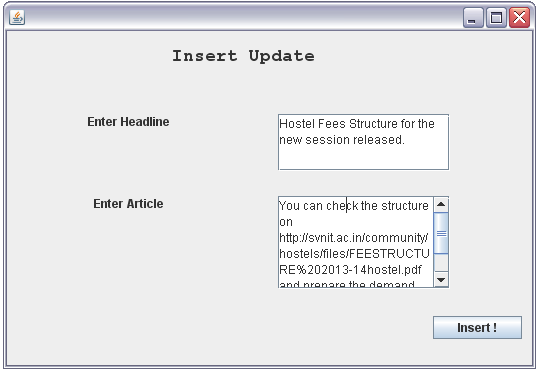 Insert Update
Enter Headline
Hostel Fees Structure for the
new session released.
Enter Article
You can check the structure
on
http://svnit.ac.in/community/
hostels/files/FEESTRUCTU
RE%202013-14hostel.pdf
and prepare the demand
Insert !